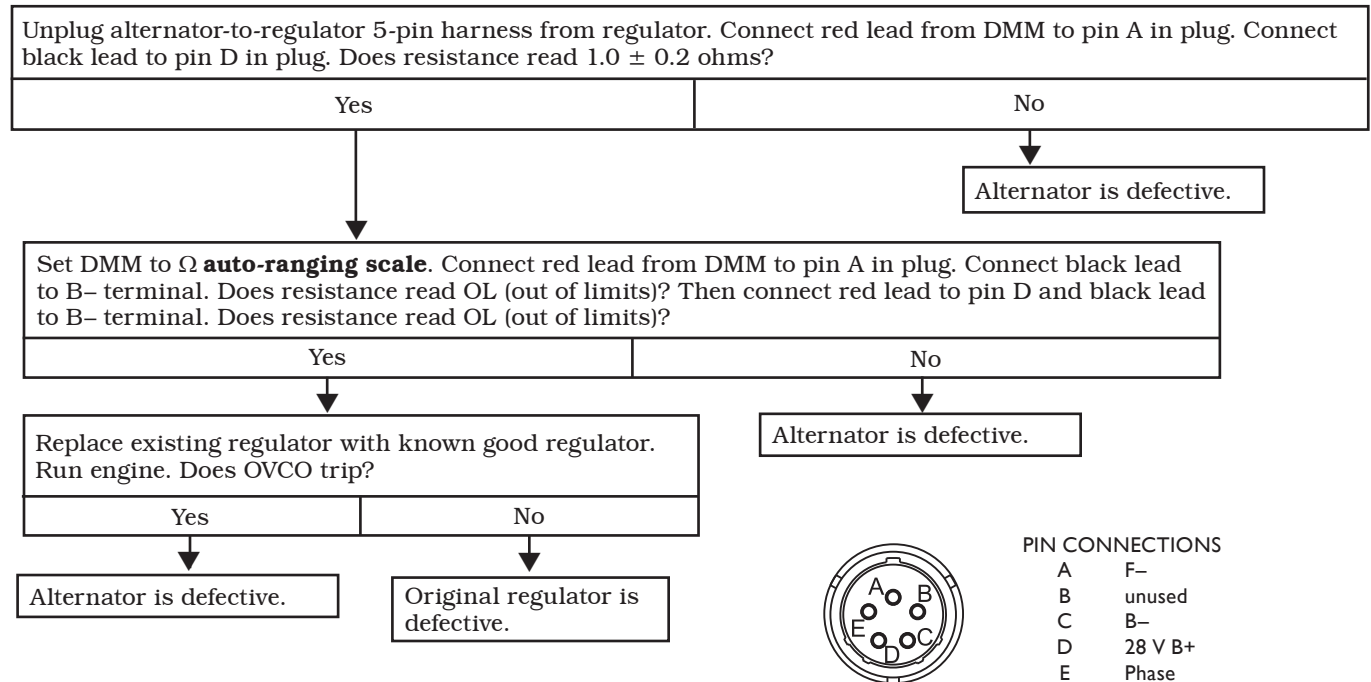 Unplug alternator-to-regulator 5-pin harness from regulator. Connect red lead from DMM to pin A in plug. Connect
black lead to pin D in plug. Does resistance read 1.0 ± 0.2 ohms?
Yes
No
Alternator is defective.
Set DMM to Ω auto-ranging scale. Connect red lead from DMM to pin A in plug. Connect black lead
to B– terminal. Does resistance read OL (out of limits)? Then connect red lead to pin D and black lead
to B– terminal. Does resistance read OL (out of limits)?
Yes
No
Alternator is defective.
Replace existing regulator with known good regulator.
Run engine. Does OVCO trip?
Yes
No
Alternator is defective.
Original regulator is
defective.
A
B
E
C
D
PIN CONNECTIONS
A F–
B unused
C B–
D 28 V B+
E Phase